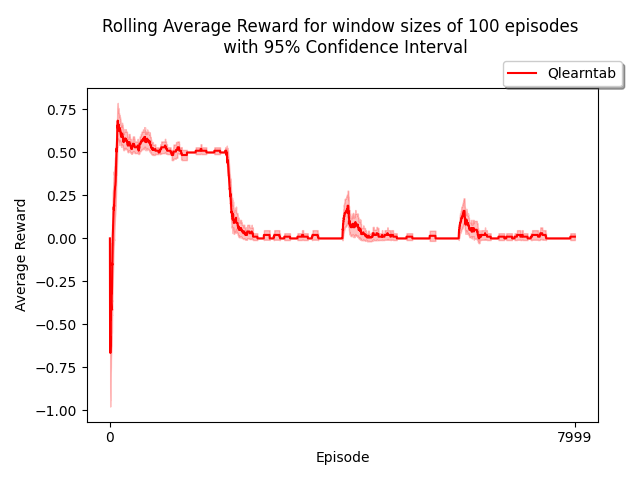 Rolling Average Reward for window sizes of 100 episodes
with 95% Confidence Interval
Qlearntab
Average Reward
0.75
0.50
0.25
0.00
−0.25
−0.50
−0.75
−1.00
0
7999
Episode